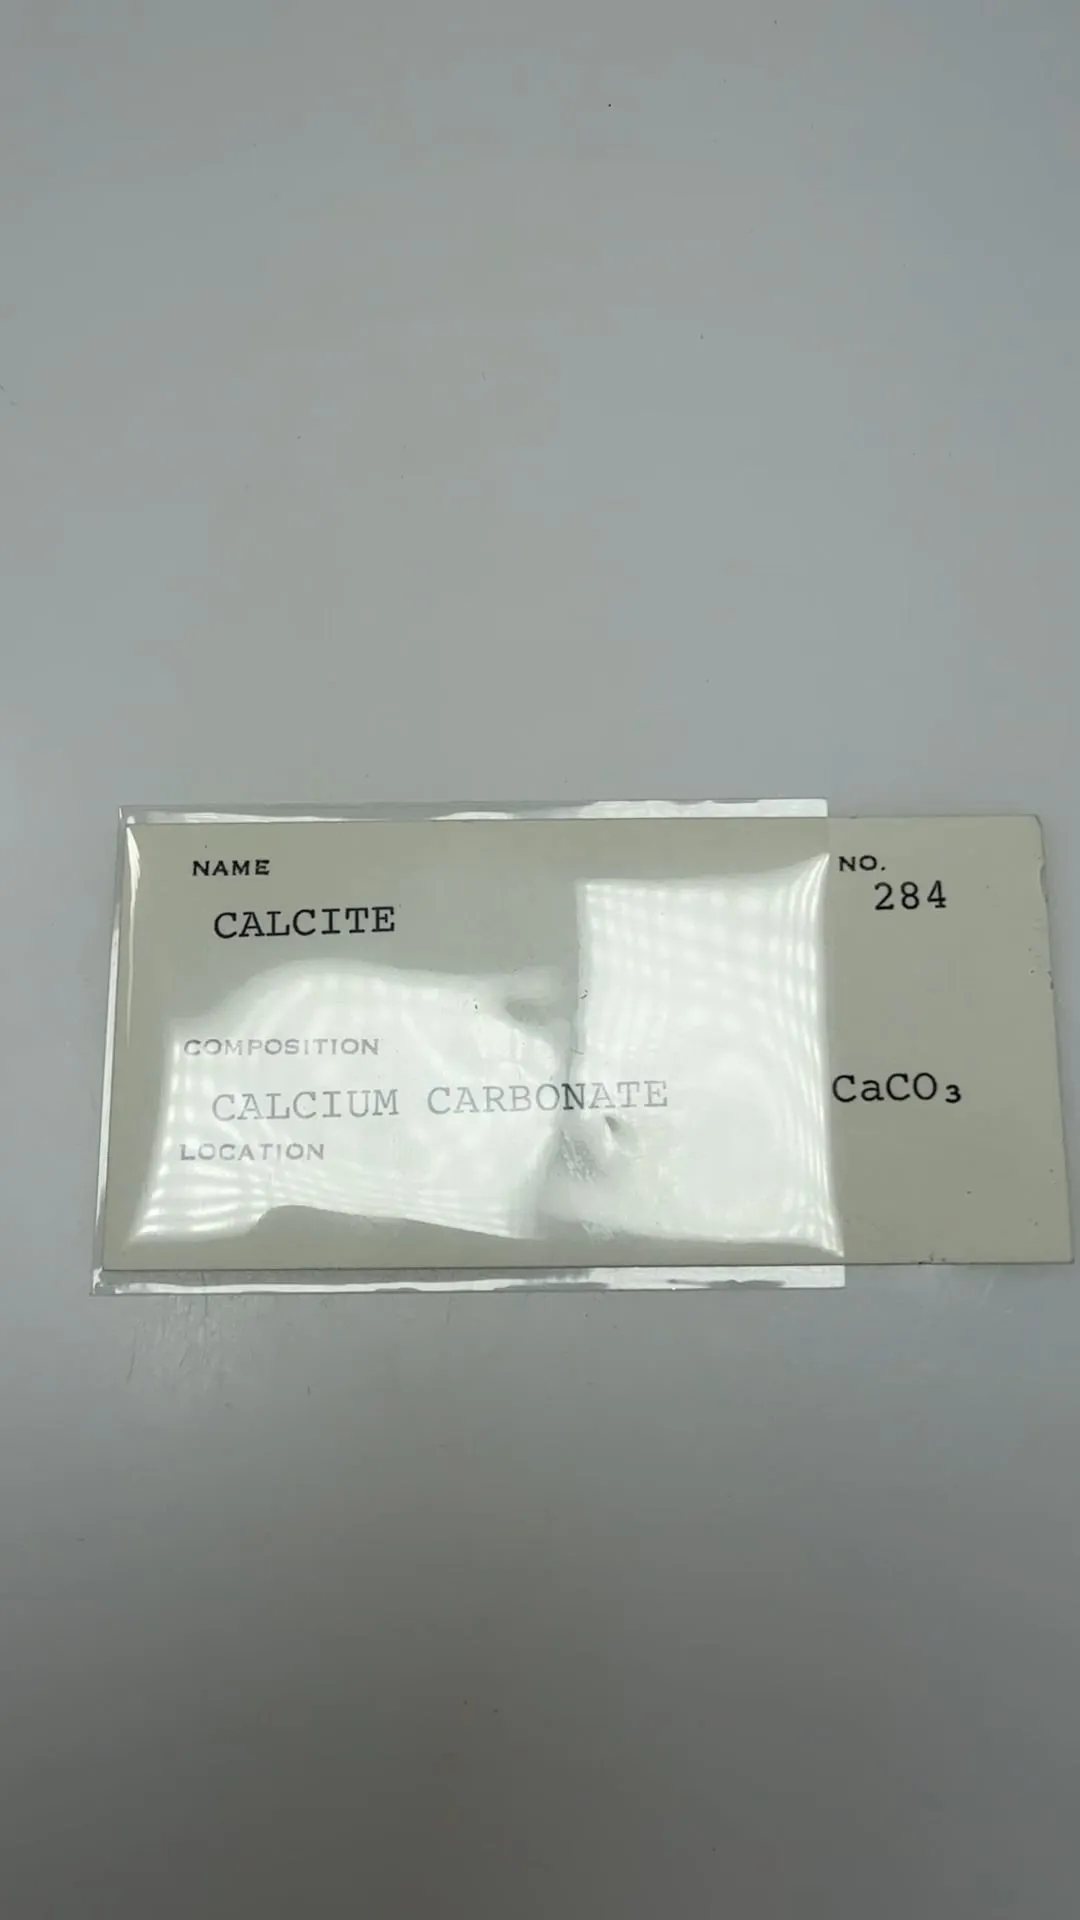 NAME NO.
CALCITE 284
COMPOSITION
CALCIUM CARBONATE CaCO₃
LOCATION